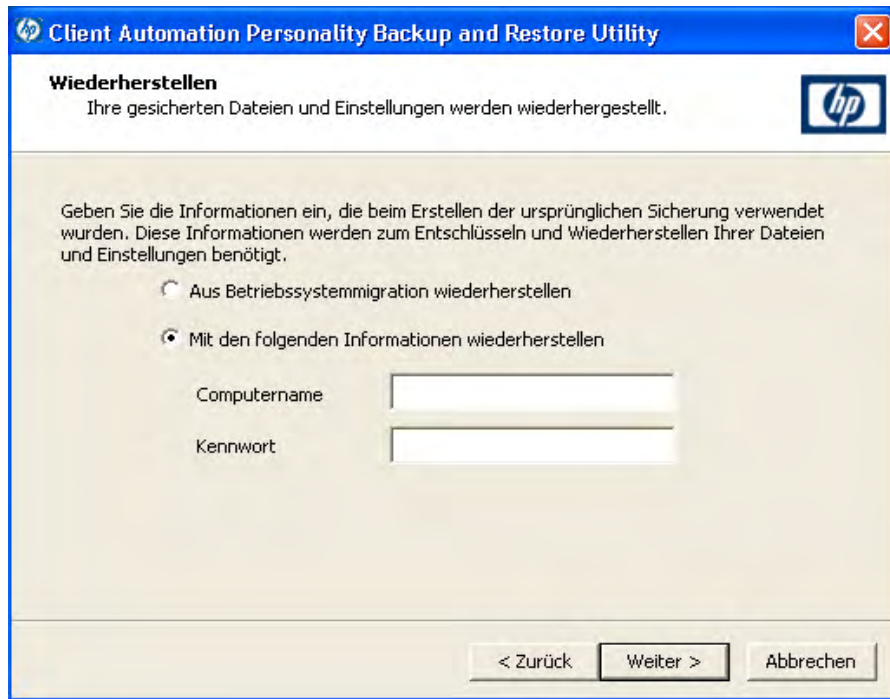 Client Automation Personality Backup and Restore Utility
Wiederherstellen
Ihre gesicherten Dateien und Einstellungen werden wiederhergestellt.
hp
Geben Sie die Informationen ein, die beim Erstellen der ursprünglichen Sicherung verwendet
wurden. Diese Informationen werden zum Entschlüsseln und Wiederherstellen Ihrer Dateien
und Einstellungen benötigt.
Aus Betriebssystemmigration wiederherstellen
Mit den folgenden Informationen wiederherstellen
Computername
Kennwort
< Zurück
Weiter >
Abbrechen